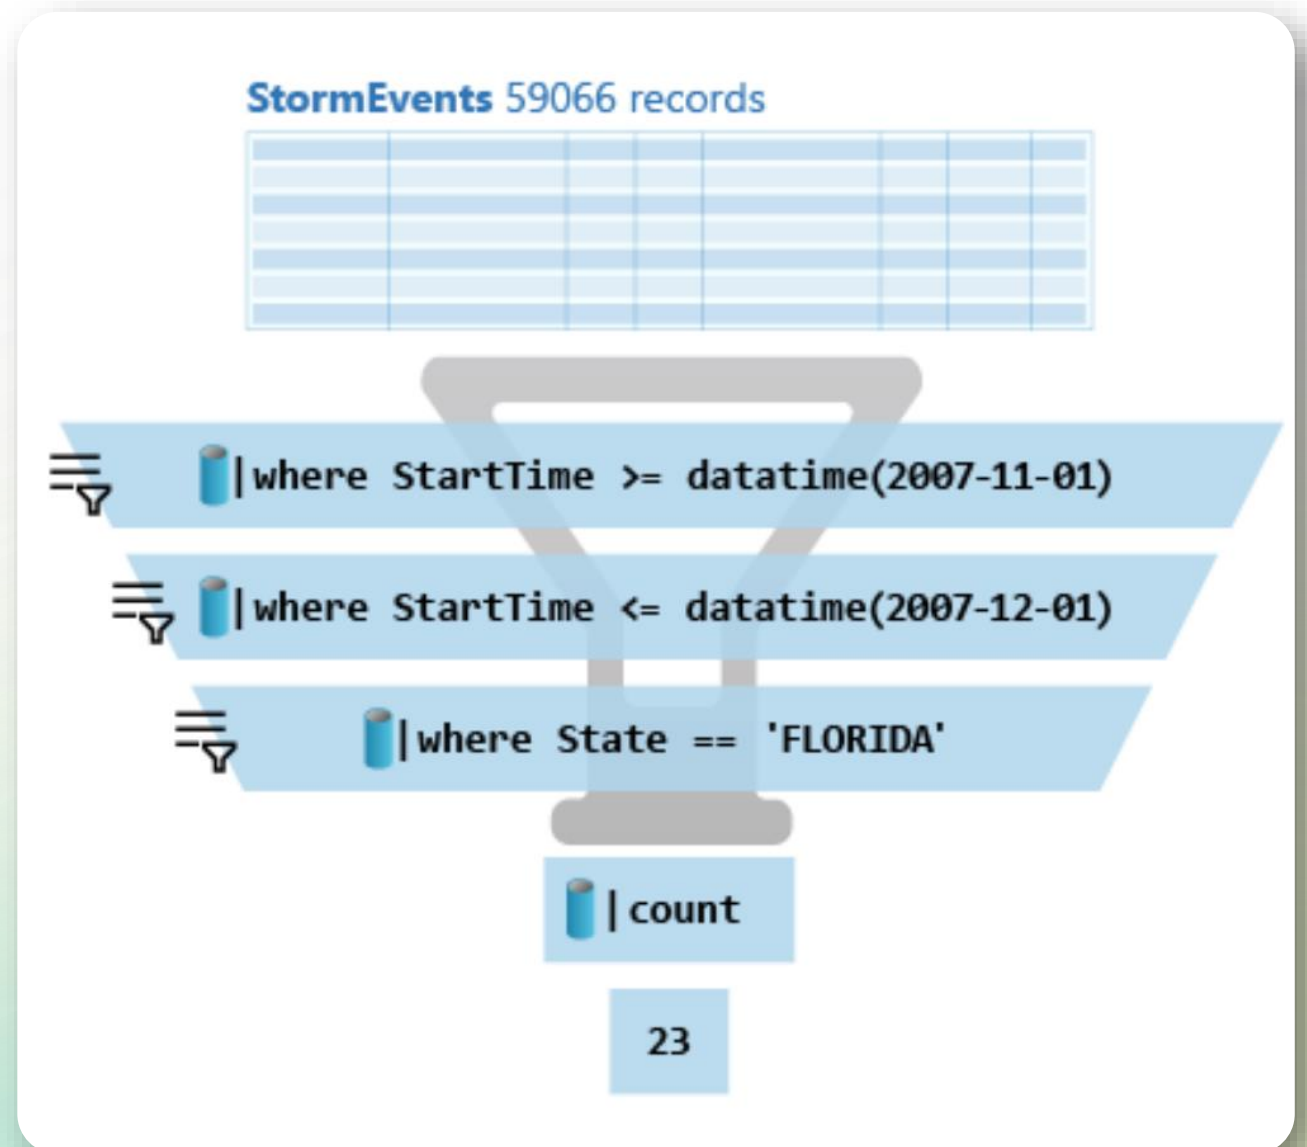 StormEvents 59066 records
|where StartTime >= datatime(2007-11-01)
|where StartTime <= datatime(2007-12-01)
|where State == 'FLORIDA'
|count
23